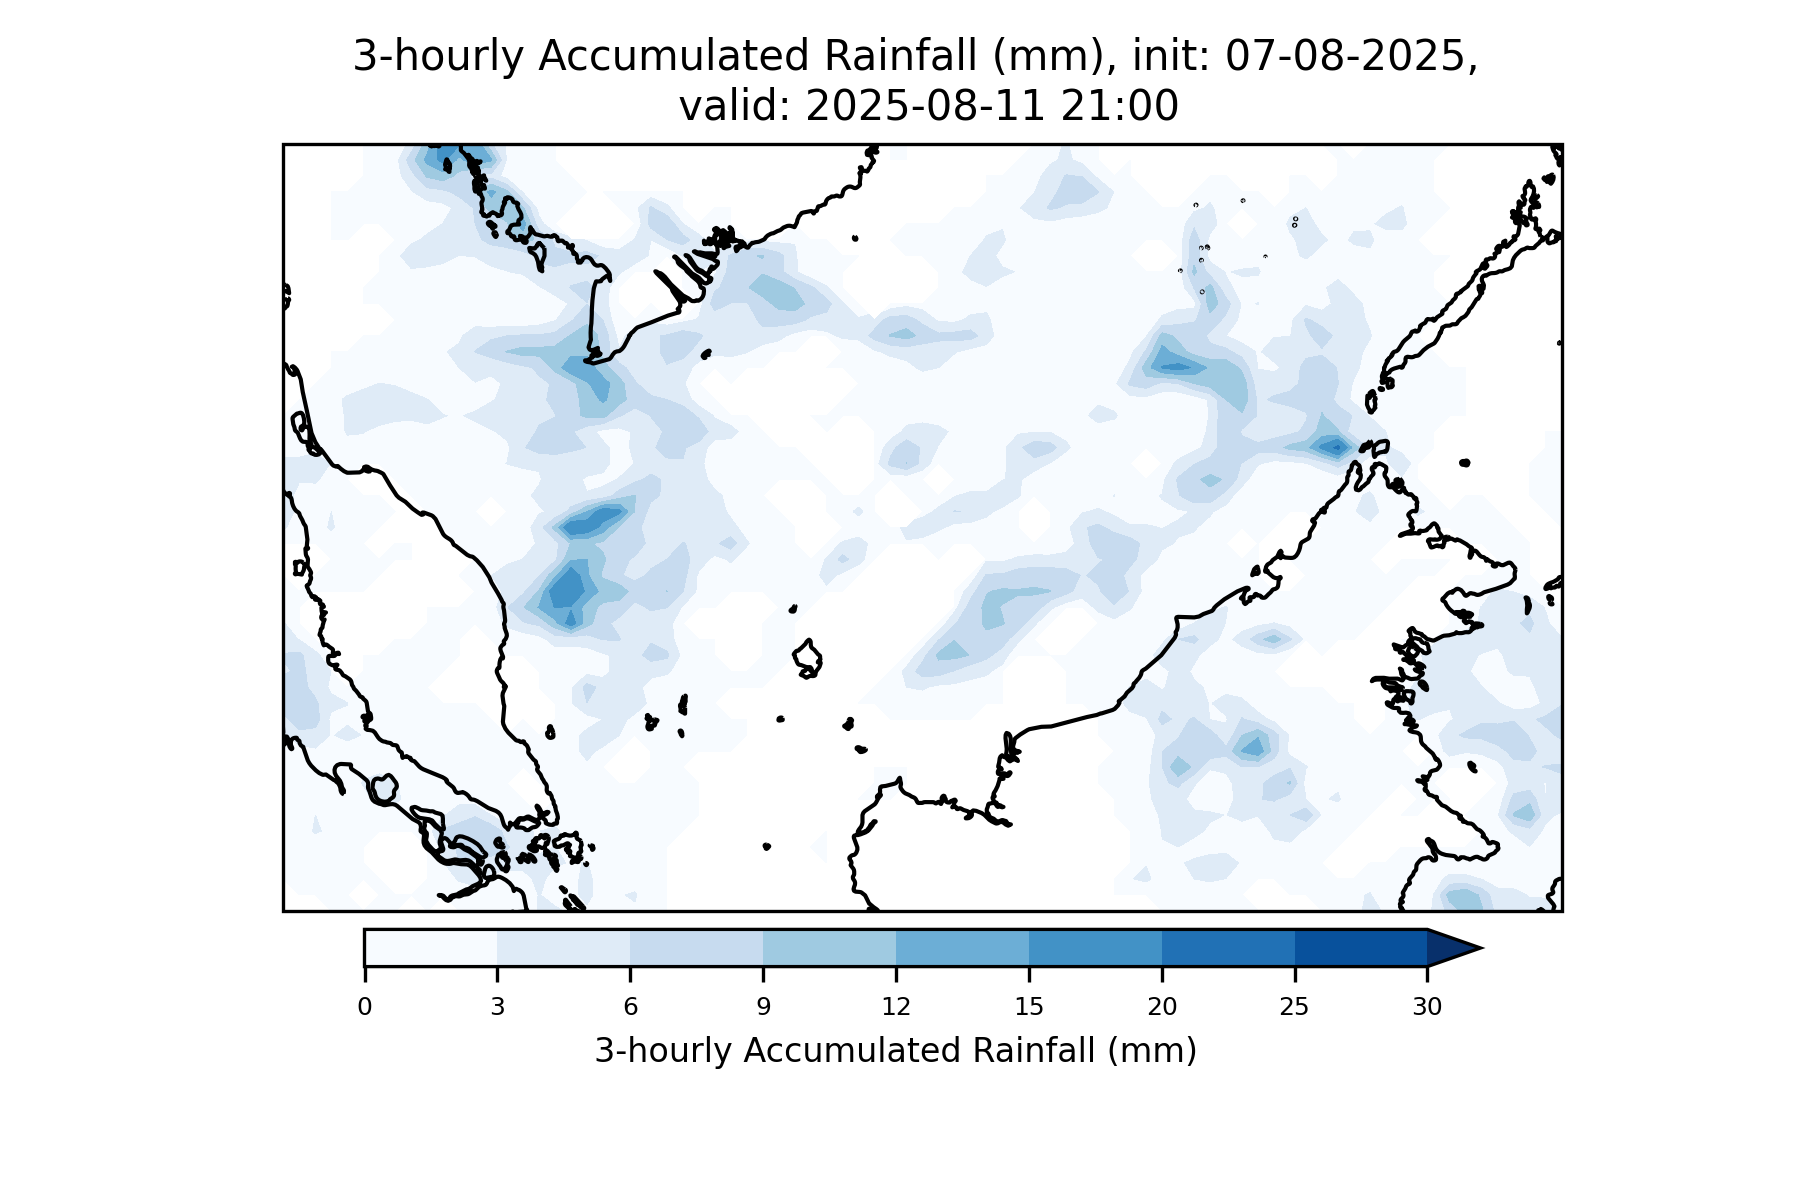 3-hourly Accumulated Rainfall (mm), init: 07-08-2025,
valid: 2025-08-11 21:00
0 3 6 9 12 15 20 25 30
3-hourly Accumulated Rainfall (mm)